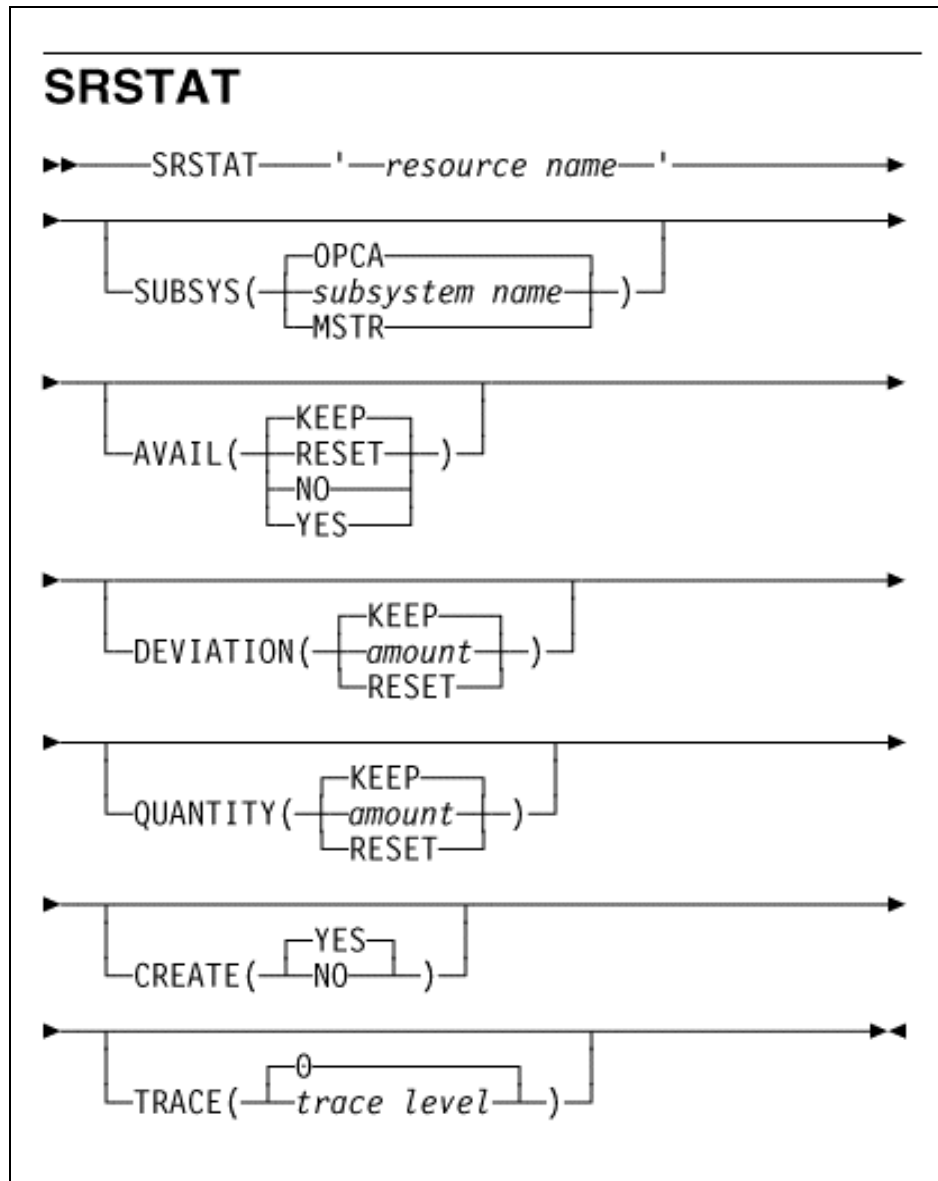 SRSTAT
SRSTAT ' resource name '
OPCA
SUBSYS( subsystem name )
MSTR
KEEP
AVAIL( RESET )
NO
YES
KEEP
DEVIATION( amount )
RESET
KEEP
QUANTITY( amount )
RESET
YES
CREATE( NO )
0
TRACE( trace level )